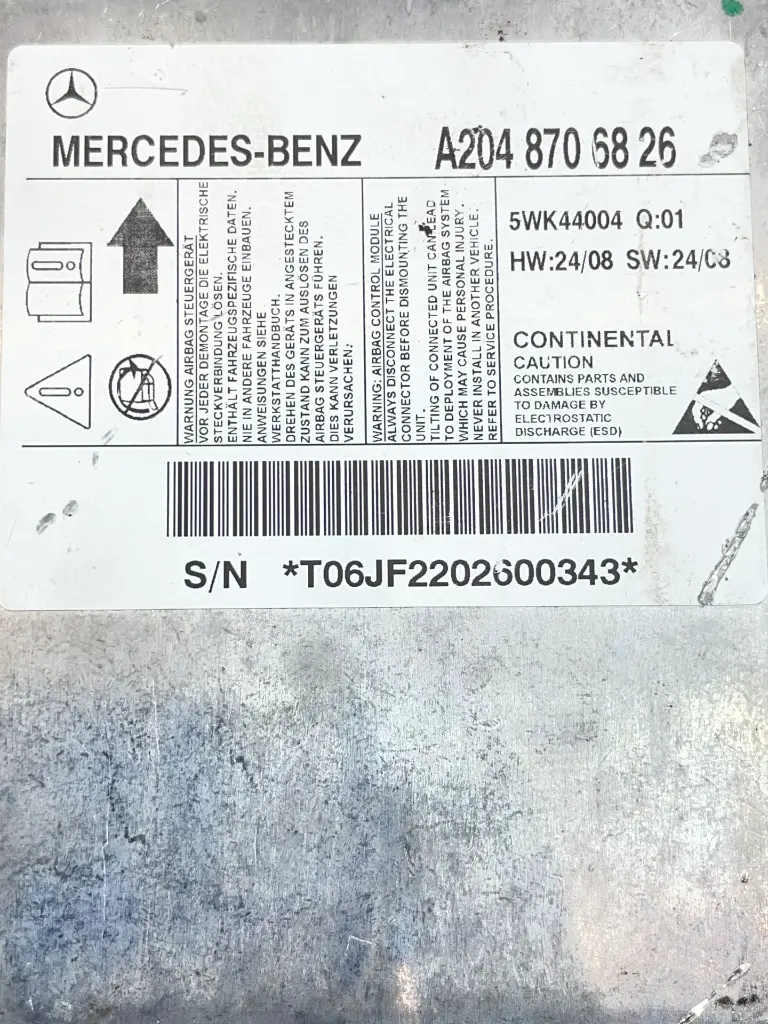 MERCEDES-BENZ
A204 870 68 26
WARNUNG AIRBAG STEUERGERÄT
VOR JEDER DEMONTAGE DIE ELEKTRISCHE
STECKVERBINDUNG LÖSEN.
ENTHÄLT FAHRZEUGSPEZIFISCHE DATEN.
NIE IN ANDERE FAHRZEUGE EINBAUEN.
ANWEISUNGEN SIEHE
WERKSTATTHANDBUCH.
DREHEN DES GERÄTS IN ANGESTECKTEM
ZUSTAND KANN ZUM AUSLÖSEN DES
AIRBAG STEUERGERÄTS FÜHREN.
DIES KANN VERLETZUNGEN
VERURSACHEN.
WARNING: AIRBAG CONTROL MODULE
ALWAYS DISCONNECT THE ELECTRICAL
CONNECTOR BEFORE DISMOUNTING THE
UNIT.
TILTING OF CONNECTED UNIT CAN LEAD
TO DEPLOYMENT OF THE AIRBAG SYSTEM
WHICH MAY CAUSE PERSONAL INJURY.
NEVER INSTALL IN ANOTHER VEHICLE.
REFER TO SERVICE PROCEDURE.
5WK44004 Q:01
HW:24/08 SW:24/08
CONTINENTAL
CAUTION
CONTAINS PARTS AND
ASSEMBLIES SUSCEPTIBLE
TO DAMAGE BY
ELECTROSTATIC
DISCHARGE (ESD)
S/N *T06JF2202600343*